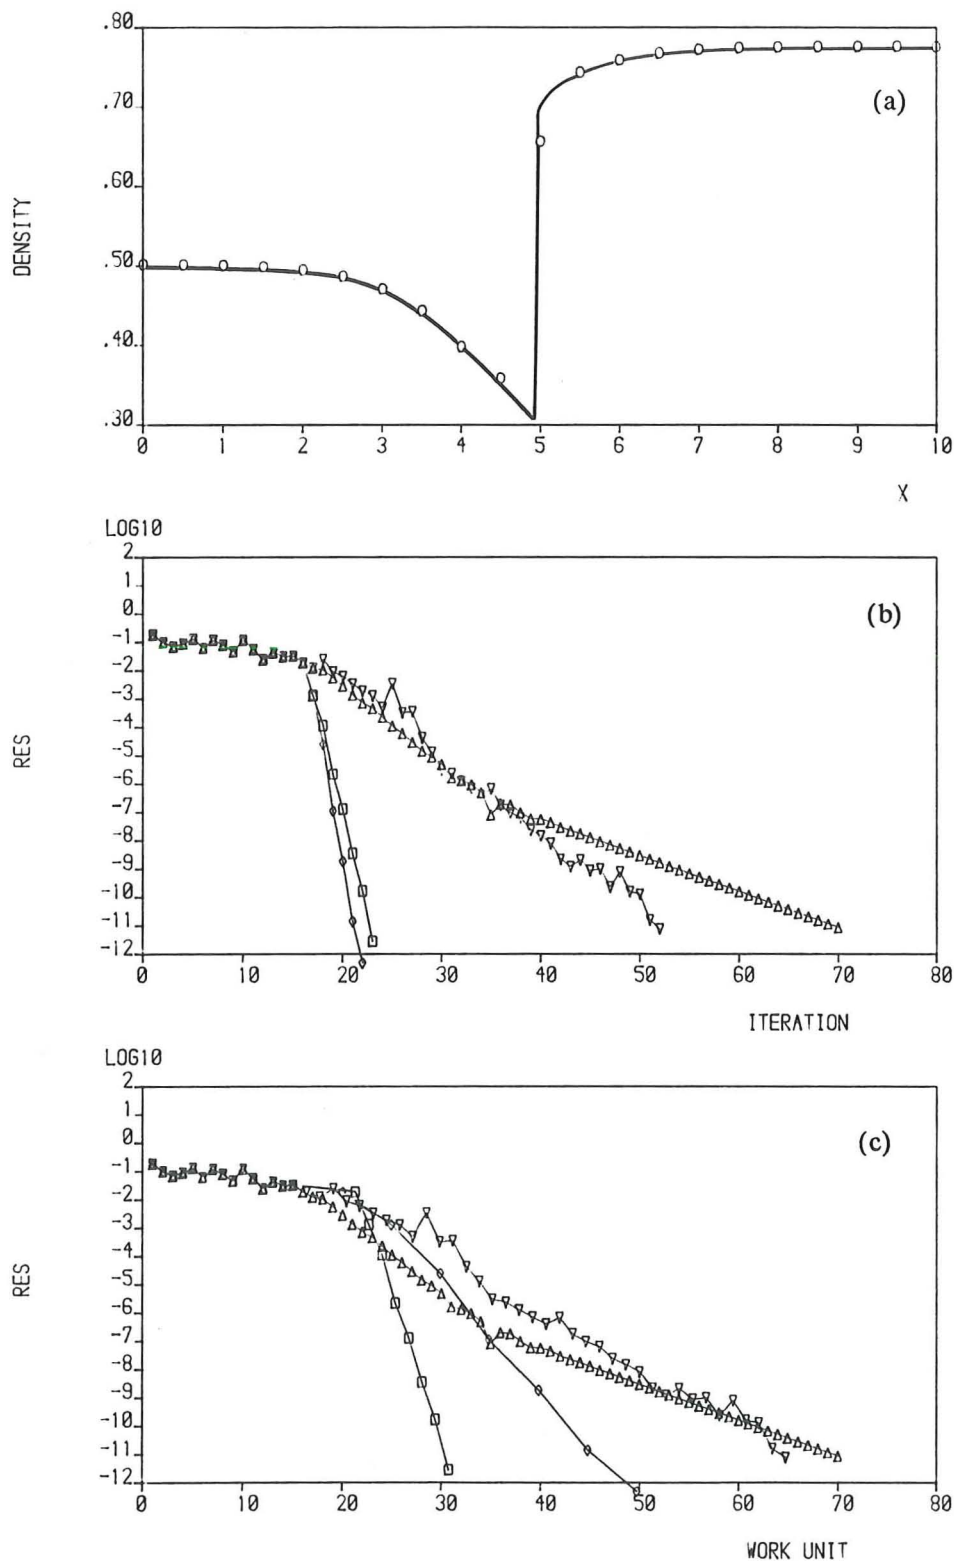 .80
.70
.60
.50
.40
.30
DENSITY
(a)
0 1 2 3 4 5 6 7 8 9 10
X
LOG10
2
1
0
-1
-2
-3
-4
-5
-6
-7
-8
-9
-10
-11
-12
RES
(b)
0 10 20 30 40 50 60 70 80
ITERATION
LOG10
2
1
0
-1
-2
-3
-4
-5
-6
-7
-8
-9
-10
-11
-12
RES
(c)
0 10 20 30 40 50 60 70 80
WORK UNIT